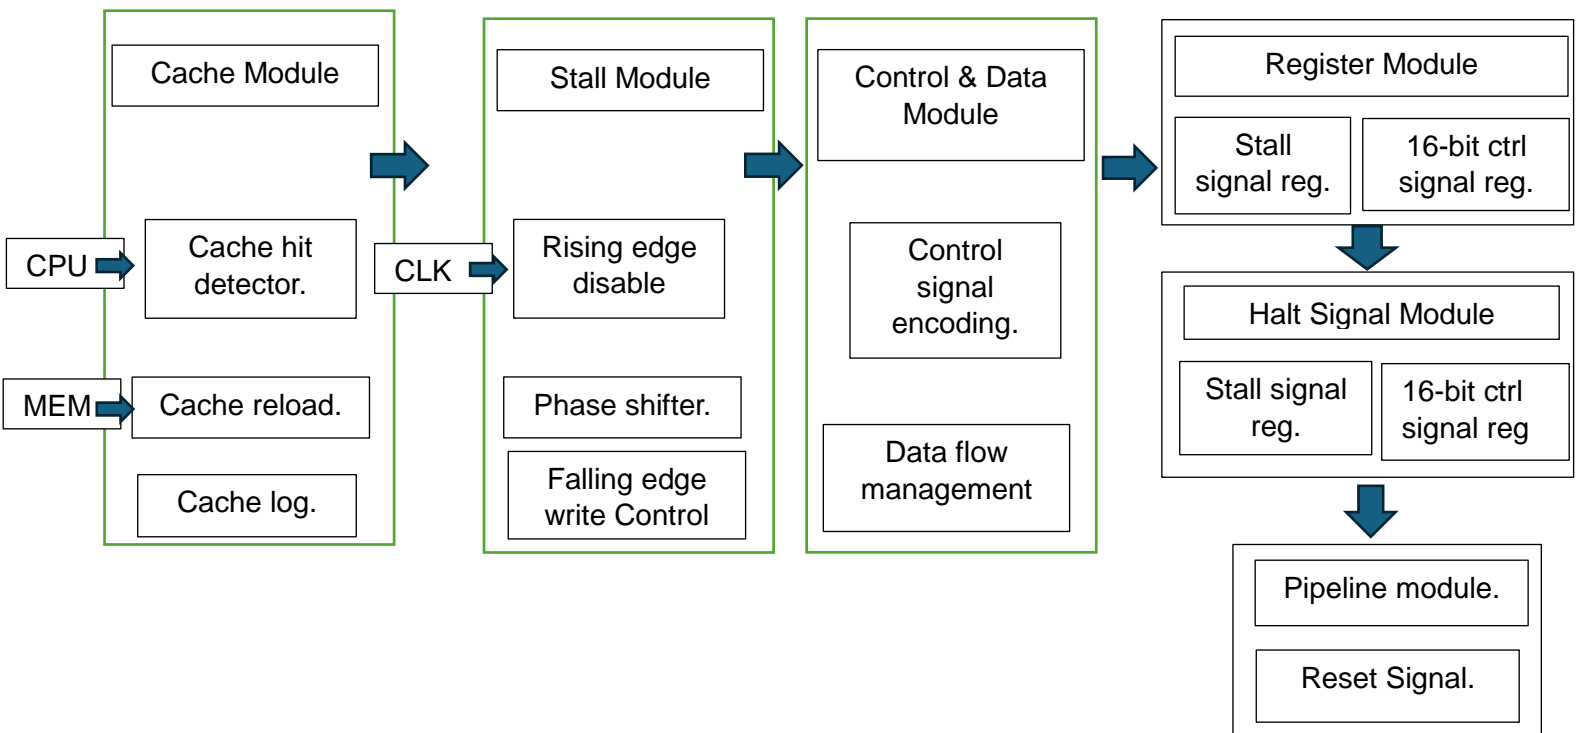 Cache Module
CPU
Cache hit
detector.
MEM
Cache reload.
Cache log.
Stall Module
CLK
Rising edge
disable
Phase shifter.
Falling edge
write Control
Control & Data
Module
Control
signal
encoding.
Data flow
management
Register Module
Stall
signal reg.
16-bit ctrl
signal reg.
Halt Signal Module
Stall signal
reg.
16-bit ctrl
signal reg
Pipeline module.
Reset Signal.